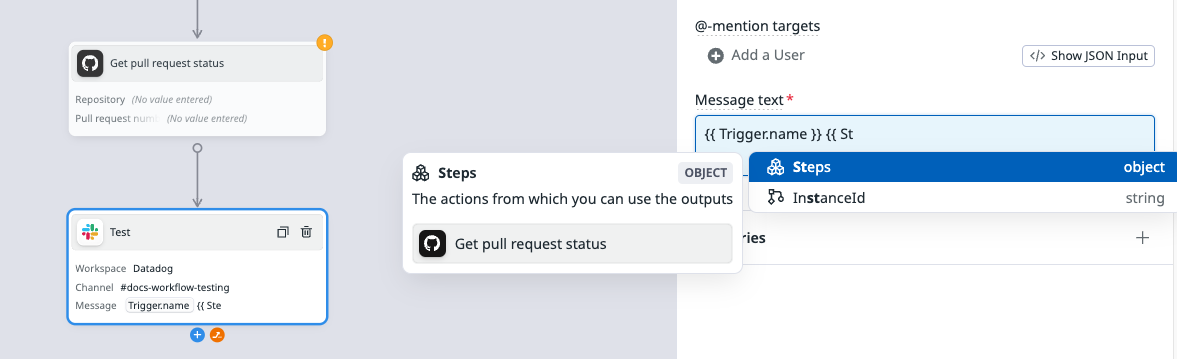 Get pull request status
Repository (No value entered)
Pull request num (No value entered)
Test
Workspace Datadog
Channel #docs-workflow-testing
Message Trigger.name {{ Ste
Steps OBJECT
The actions from which you can use the outputs
Get pull request status
@-mention targets
Add a User
</> Show JSON Input
Message text*
{{ Trigger.name }} {{ St
Steps object
InstanceId string
ries